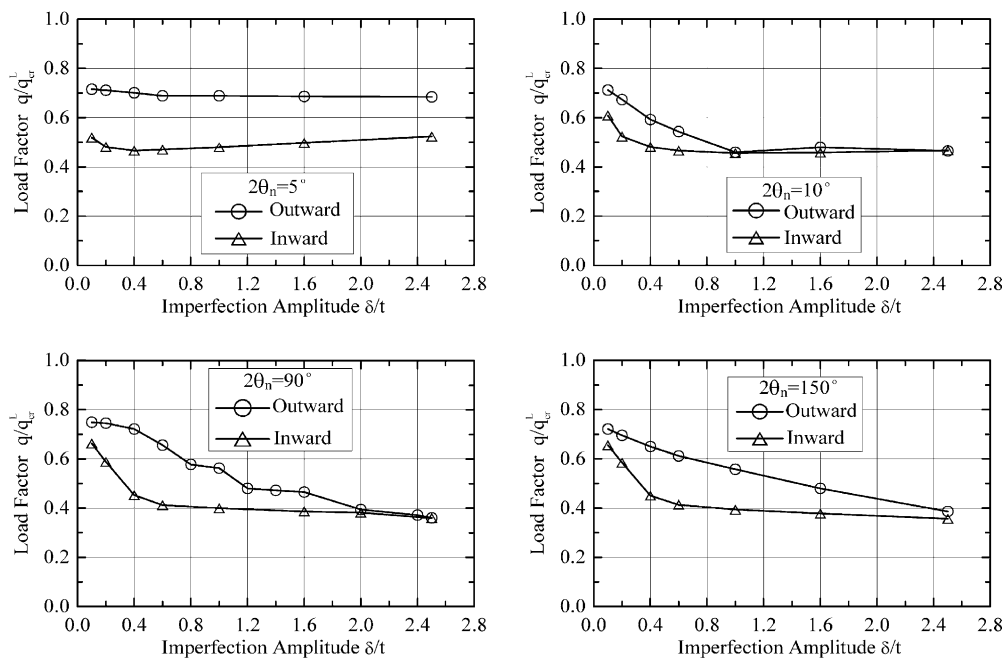 Load Factor q/q_cr^L
1.0
0.8
0.6
0.4
0.2
0.0
2θn=5°
Outward
Inward
0.0 0.4 0.8 1.2 1.6 2.0 2.4 2.8
Imperfection Amplitude δ/t
Load Factor q/q_cr^L
1.0
0.8
0.6
0.4
0.2
0.0
2θn=10°
Outward
Inward
0.0 0.4 0.8 1.2 1.6 2.0 2.4 2.8
Imperfection Amplitude δ/t
Load Factor q/q_cr^L
1.0
0.8
0.6
0.4
0.2
0.0
2θn=90°
Outward
Inward
0.0 0.4 0.8 1.2 1.6 2.0 2.4 2.8
Imperfection Amplitude δ/t
Load Factor q/q_cr^L
1.0
0.8
0.6
0.4
0.2
0.0
2θn=150°
Outward
Inward
0.0 0.4 0.8 1.2 1.6 2.0 2.4 2.8
Imperfection Amplitude δ/t